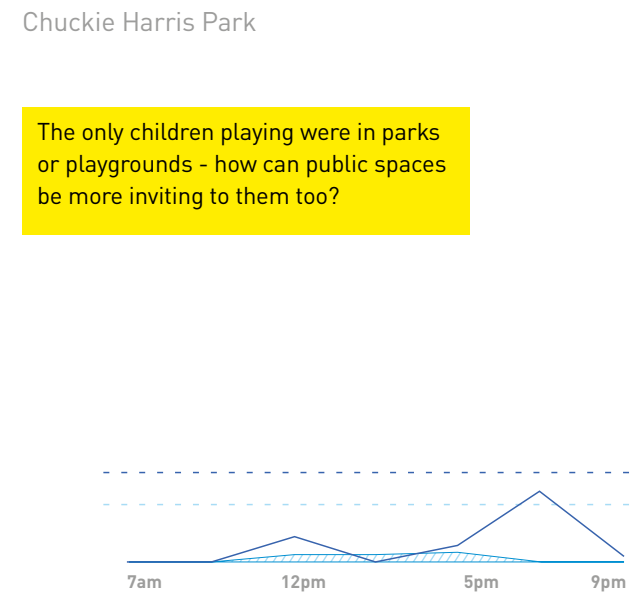 Chuckie Harris Park
The only children playing were in parks
or playgrounds - how can public spaces
be more inviting to them too?
7am 12pm 5pm 9pm